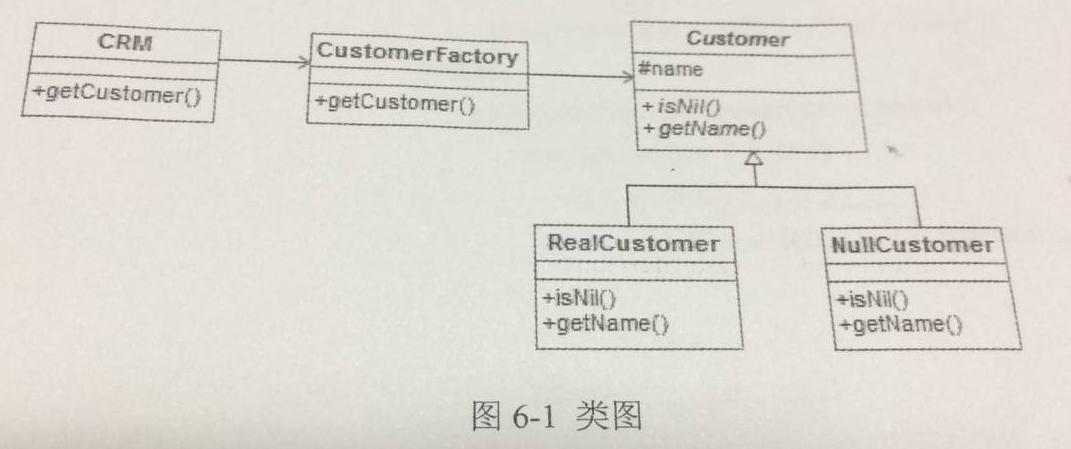 CRM
+getCustomer()
CustomerFactory
+getCustomer()
Customer
#name
+isNil()
+getName()
RealCustomer
+isNil()
+getName()
NullCustomer
+isNil()
+getName()
图 6-1 类图